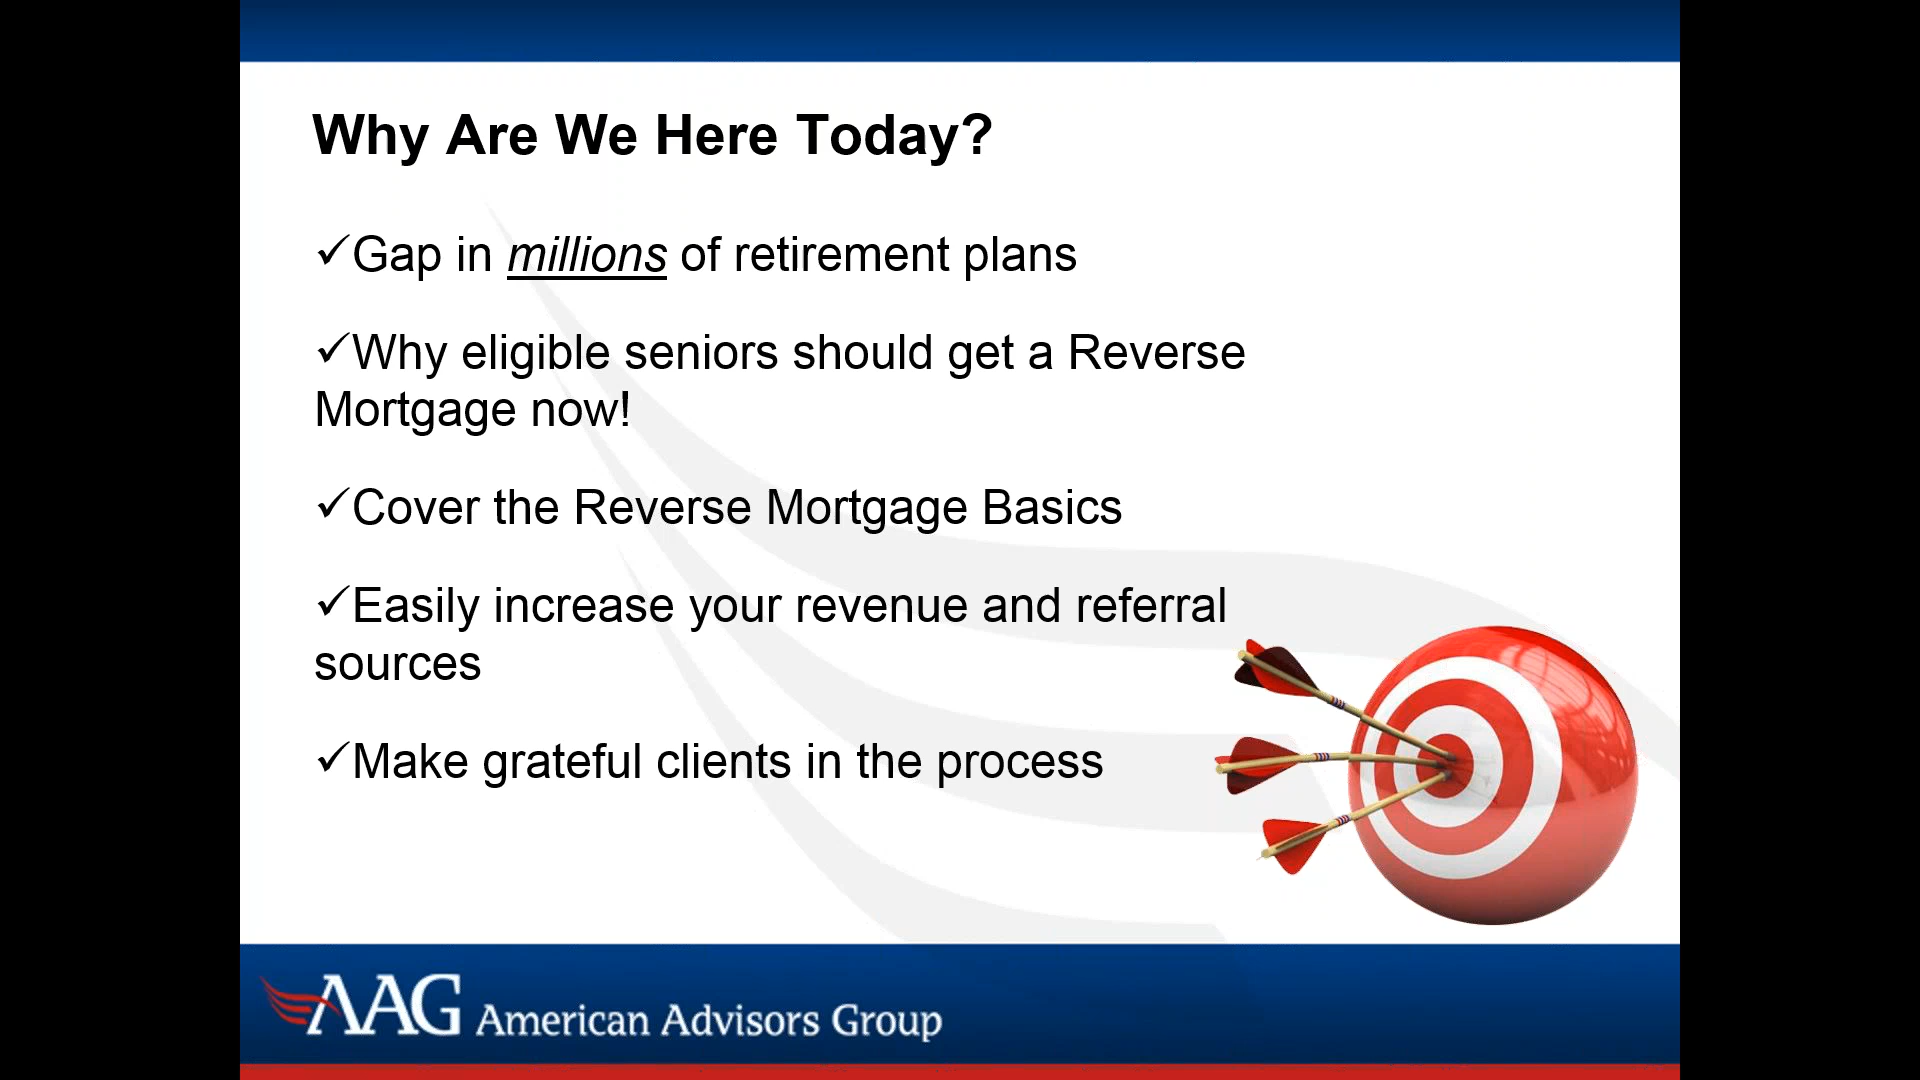 Why Are We Here Today?
✓Gap in millions of retirement plans
✓Why eligible seniors should get a Reverse
Mortgage now!
✓Cover the Reverse Mortgage Basics
✓Easily increase your revenue and referral
sources
✓Make grateful clients in the process
AAG American Advisors Group